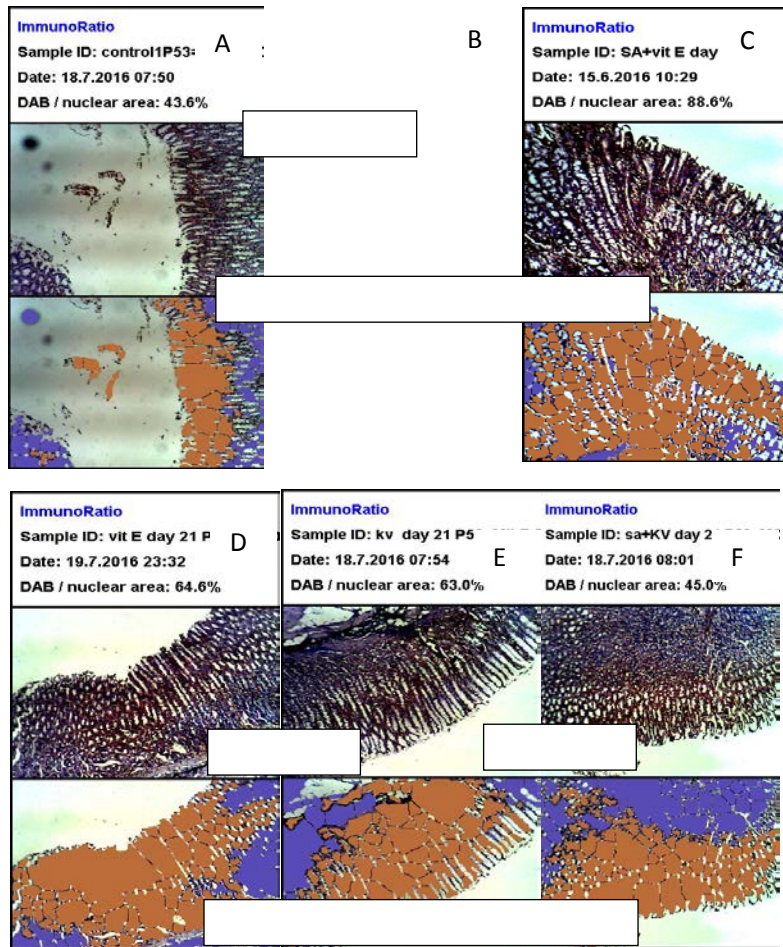 ImmunoRatio
Sample ID: control1P53= A
Date: 18.7.2016 07:50
DAB / nuclear area: 43.6%
B
ImmunoRatio
Sample ID: SA+vit E day C
Date: 15.6.2016 10:29
DAB / nuclear area: 88.6%
ImmunoRatio
Sample ID: vit E day 21 P D
Date: 19.7.2016 23:32
DAB / nuclear area: 64.6%
ImmunoRatio
Sample ID: kv day 21 P5 E
Date: 18.7.2016 07:54
DAB / nuclear area: 63.0%
ImmunoRatio
Sample ID: sa+KV day 2 F
Date: 18.7.2016 08:01
DAB / nuclear area: 45.0%